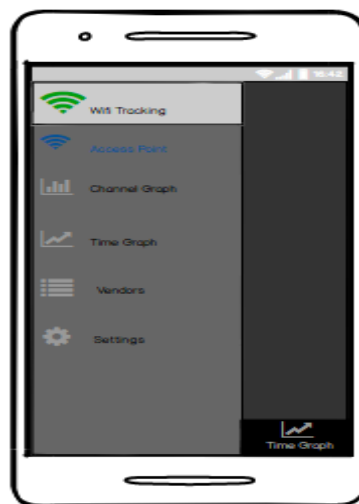 16:42
Wifi Tracking
Access Point
Channel Graph
Time Graph
Vendors
Settings
Time Graph